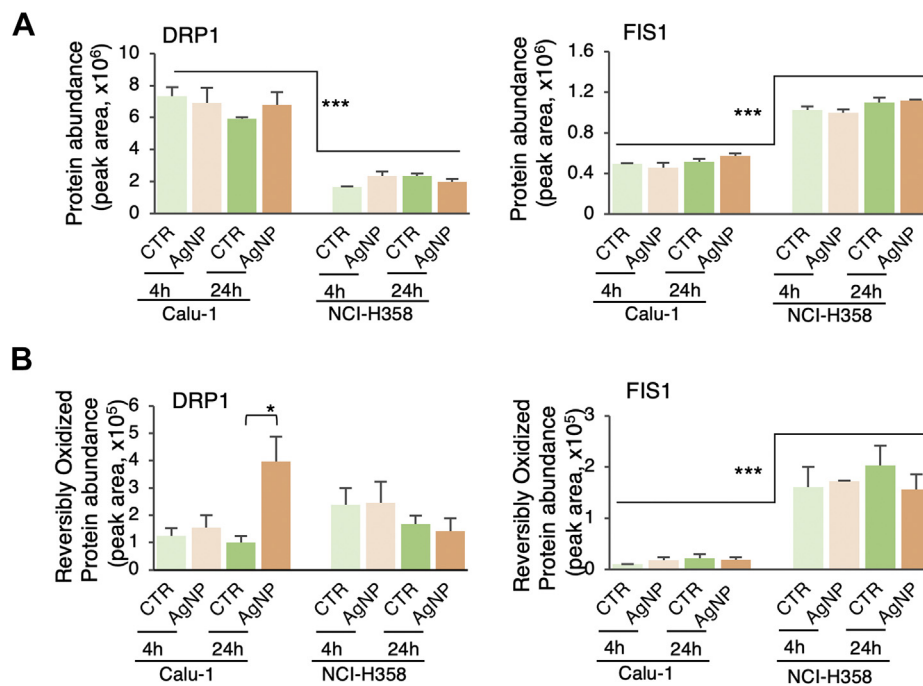 A
DRP1
Protein abundance
(peak area, x10⁶)
10
8
6
4
2
0
***
CTR
AgNP
CTR
AgNP
CTR
AgNP
CTR
AgNP
4h
24h
4h
24h
Calu-1
NCI-H358
FIS1
Protein abundance
(peak area, x10⁶)
1.6
1.2
0.8
0.4
0
***
CTR
AgNP
CTR
AgNP
CTR
AgNP
CTR
AgNP
4h
24h
4h
24h
Calu-1
NCI-H358
B
DRP1
Reversibly Oxidized
Protein abundance
(peak area, x10⁵)
6
5
4
3
2
1
0
*
CTR
AgNP
CTR
AgNP
CTR
AgNP
CTR
AgNP
4h
24h
4h
24h
Calu-1
NCI-H358
FIS1
Reversibly Oxidized
Protein abundance
(peak area, x10⁵)
3
2
1
0
***
CTR
AgNP
CTR
AgNP
CTR
AgNP
CTR
AgNP
4h
24h
4h
24h
Calu-1
NCI-H358